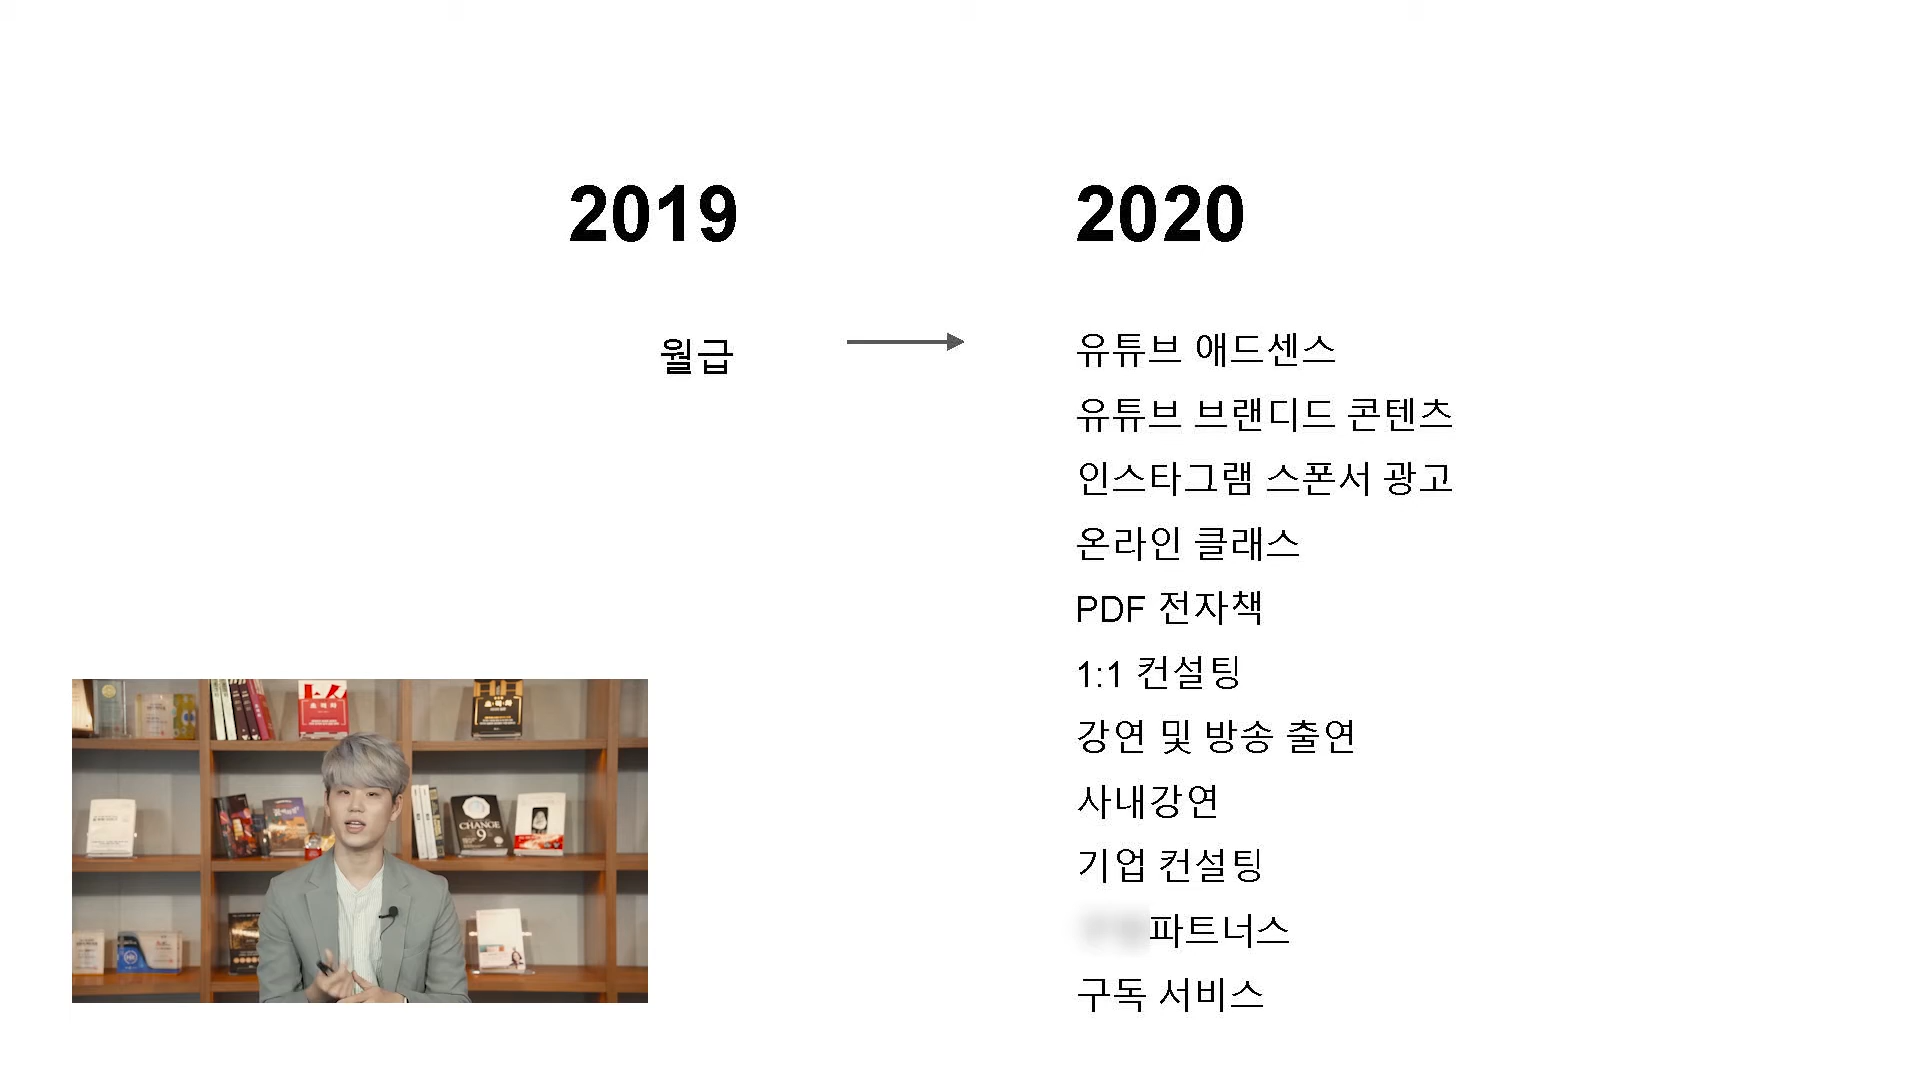 2019
2020
월급
유튜브 애드센스
유튜브 브랜디드 콘텐츠
인스타그램 스폰서 광고
온라인 클래스
PDF 전자책
1:1 컨설팅
강연 및 방송 출연
사내강연
기업 컨설팅
파트너스
구독 서비스
CHANGE
9